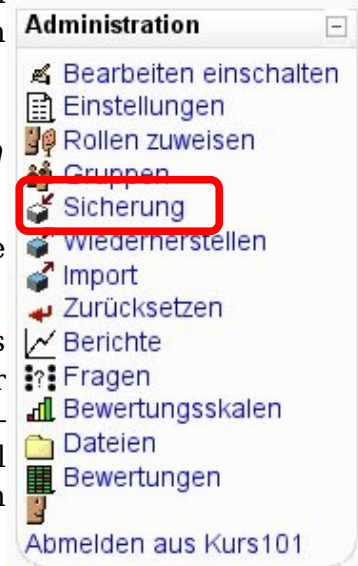 Administration
Bearbeiten einschalten
Einstellungen
Rollen zuweisen
Gruppen
Sicherung
Wiederherstellen
Import
Zurücksetzen
Berichte
Fragen
Bewertungsskalen
Dateien
Bewertungen
Abmelden aus Kurs101